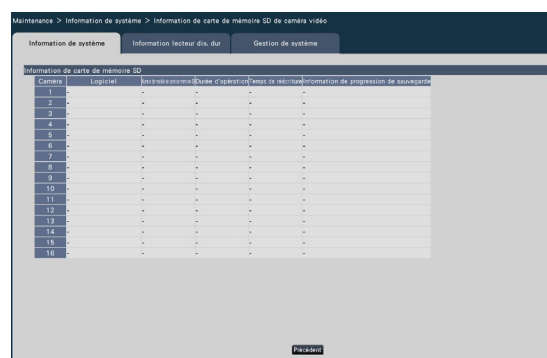 Maintenance > Information de système > Information de carte de mémoire SD de caméra vidéo
Information de système Information lecteur dis. dur Gestion de système
Information de carte de mémoire SD
Caméra Logiciel Durée d'opération Temps de réécriture Information de progression de sauvegarde
1 - - - - -
2 - - - - -
3 - - - - -
4 - - - - -
5 - - - - -
6 - - - - -
7 - - - - -
8 - - - - -
9 - - - - -
10 - - - - -
11 - - - - -
12 - - - - -
13 - - - - -
14 - - - - -
15 - - - - -
16 - - - - -
Précédent